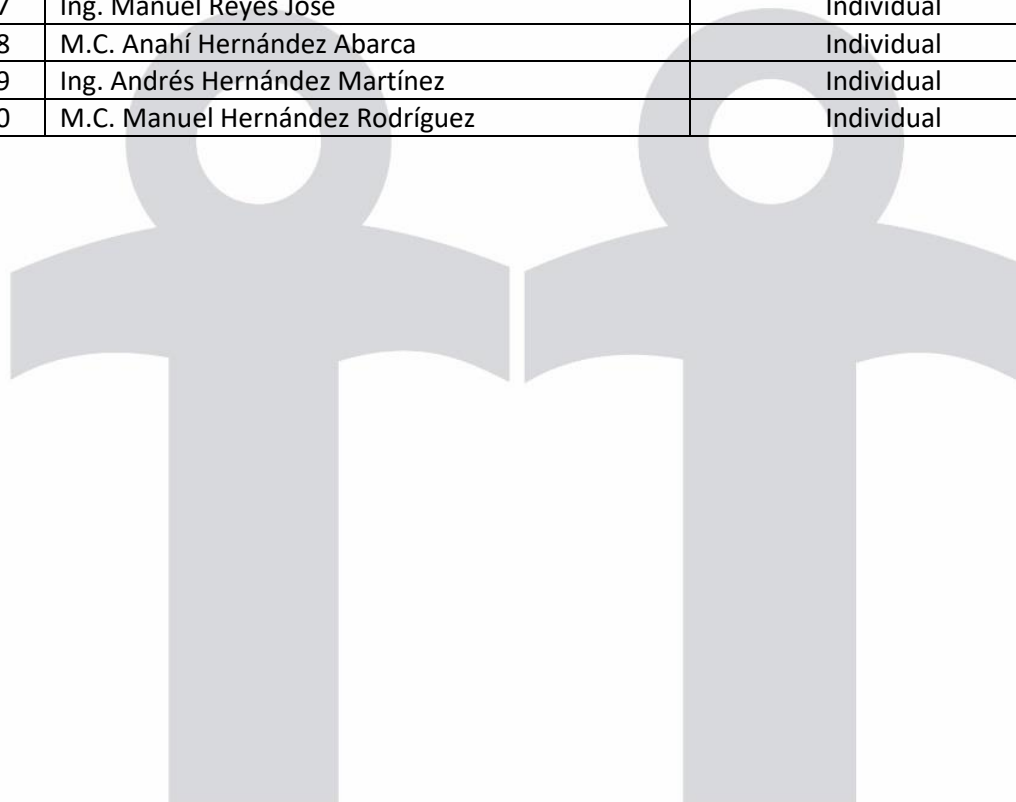 7 Ing. Manuel Reyes José Individual
8 M.C. Anahí Hernández Abarca Individual
9 Ing. Andrés Hernández Martínez Individual
0 M.C. Manuel Hernández Rodríguez Individual